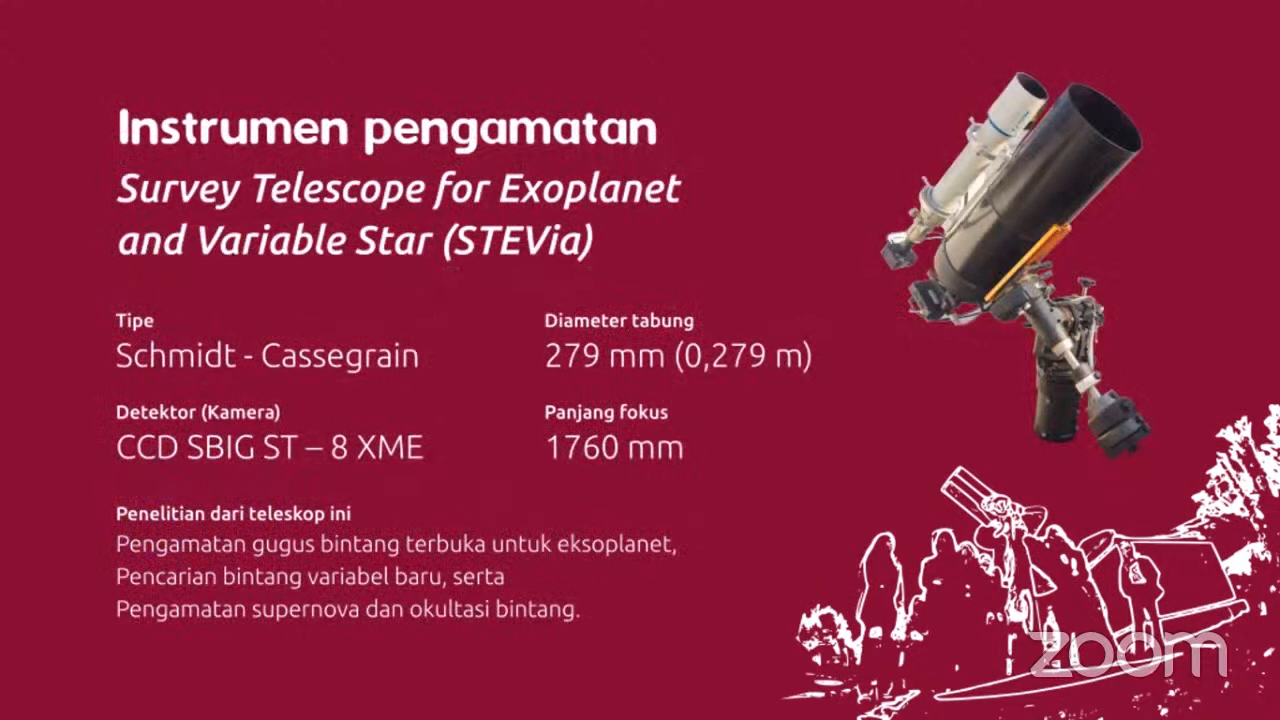 Instrumen pengamatan
Survey Telescope for Exoplanet
and Variable Star (STEVia)
Tipe
Schmidt - Cassegrain
Diameter tabung
279 mm (0,279 m)
Detektor (Kamera)
CCD SBIG ST – 8 XME
Panjang fokus
1760 mm
Penelitian dari teleskop ini
Pengamatan gugus bintang terbuka untuk eksoplanet,
Pencarian bintang variabel baru, serta
Pengamatan supernova dan okultasi bintang.
zoom